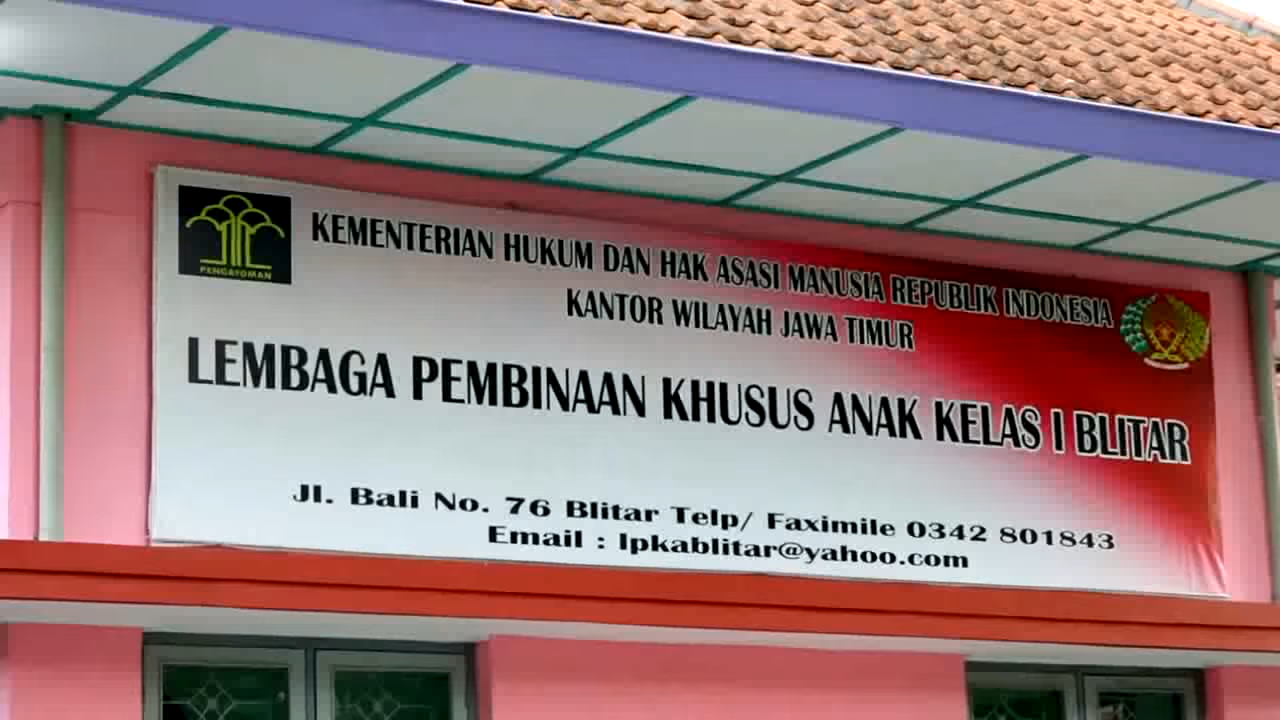 PENGAYOMAN
KEMENTERIAN HUKUM DAN HAK ASASI MANUSIA REPUBLIK INDONESIA
KANTOR WILAYAH JAWA TIMUR
LEMBAGA PEMBINAAN KHUSUS ANAK KELAS I BLITAR
Jl. Bali No. 76 Blitar Telp/ Faximile 0342 801843
Email : lpkablitar@yahoo.com